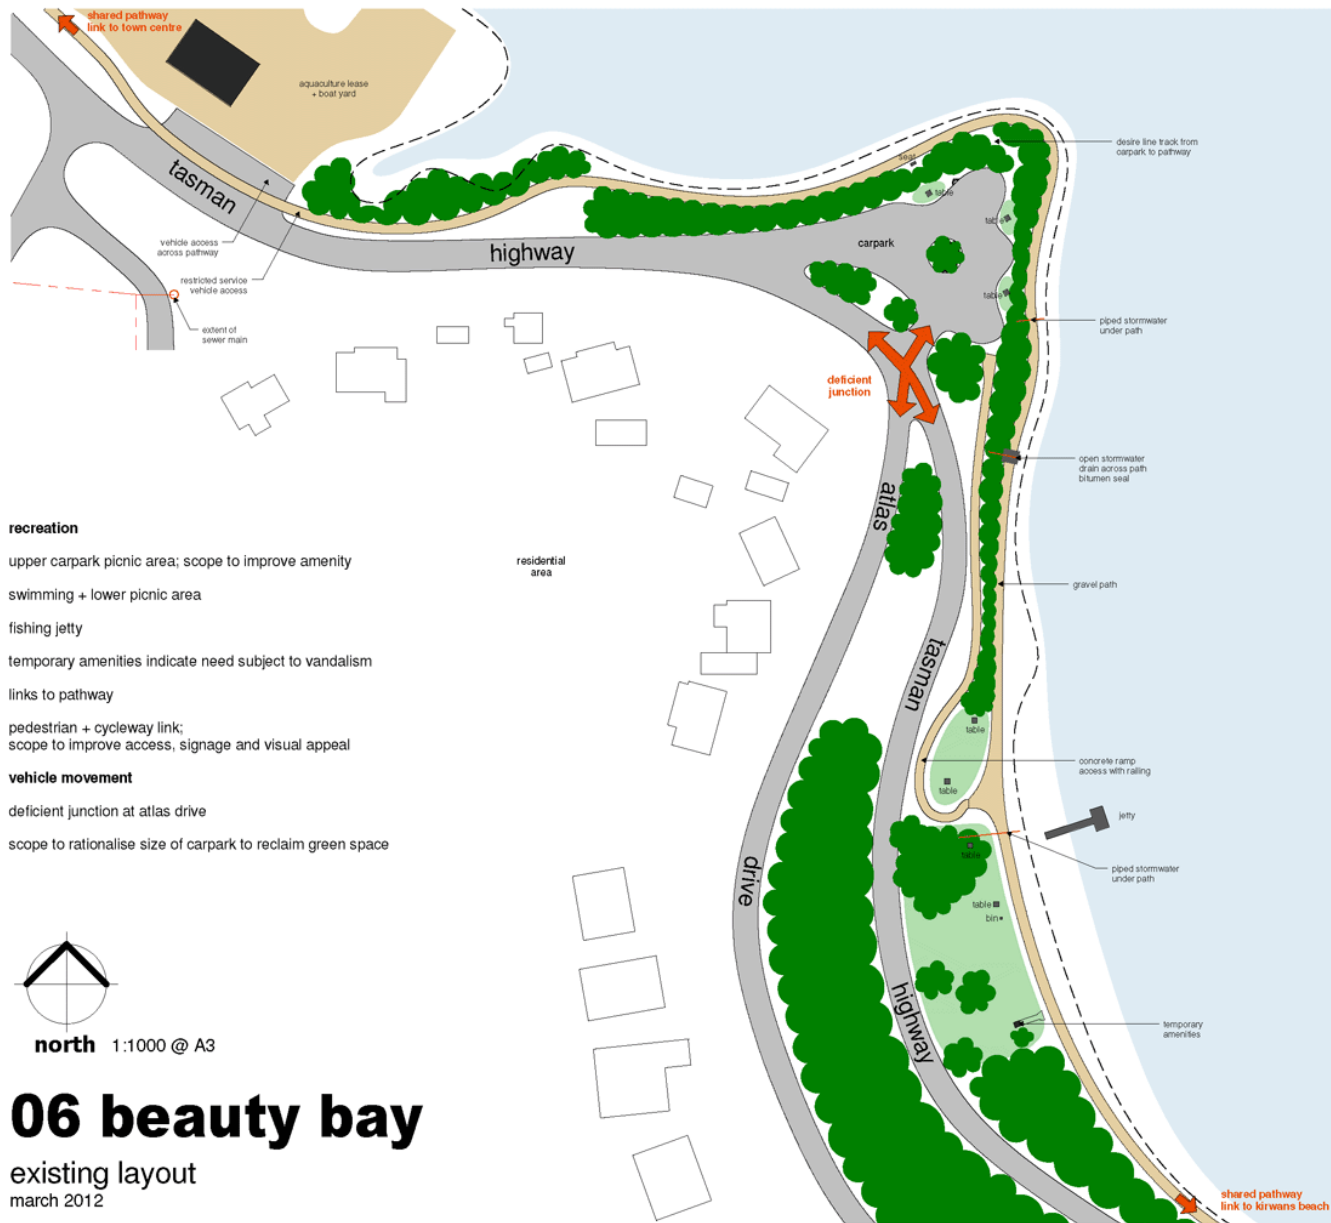 shared pathway
link to town centre
aquaculture lease
+ boat yard
tasman
highway
vehicle access
across pathway
restricted service
vehicle access
extent of
sewer main
seat
table
table
table
carpark
desire line track from
carpark to pathway
piped stormwater
under path
deficient
junction
open stormwater
drain across path
bitumen seal
atlas
gravel path
residential
area
recreation
upper carpark picnic area; scope to improve amenity
swimming + lower picnic area
fishing jetty
temporary amenities indicate need subject to vandalism
links to pathway
pedestrian + cycleway link;
scope to improve access, signage and visual appeal
vehicle movement
deficient junction at atlas drive
scope to rationalise size of carpark to reclaim green space
tasman
table
table
concrete ramp
access with railing
jetty
table
piped stormwater
under path
drive
table
bin
highway
temporary
amenities
north 1:1000 @ A3
06 beauty bay
existing layout
march 2012
shared pathway
link to kirwans beach